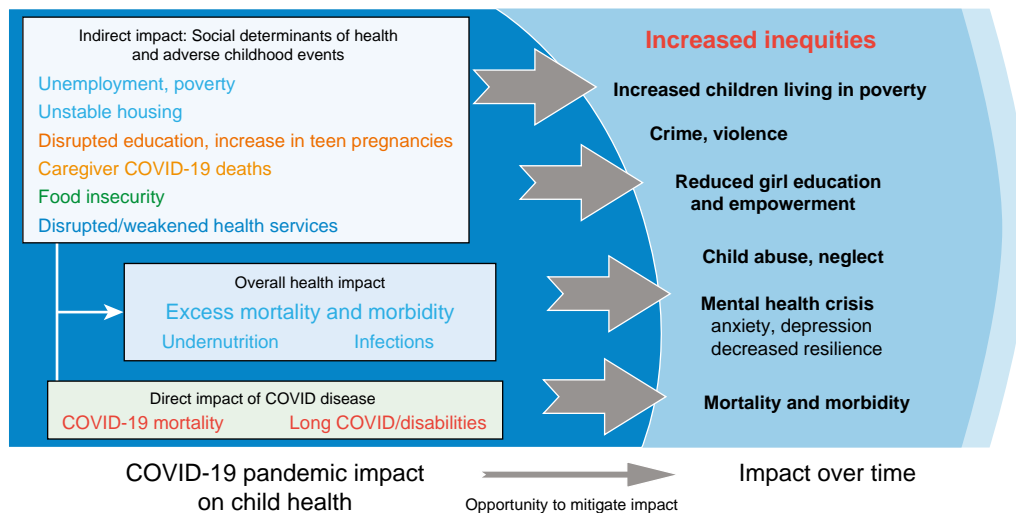 Indirect impact: Social determinants of health
and adverse childhood events
Unemployment, poverty
Unstable housing
Disrupted education, increase in teen pregnancies
Caregiver COVID-19 deaths
Food insecurity
Disrupted/weakened health services
Overall health impact
Excess mortality and morbidity
Undernutrition Infections
Direct impact of COVID disease
COVID-19 mortality Long COVID/disabilities
Increased inequities
Increased children living in poverty
Crime, violence
Reduced girl education
and empowerment
Child abuse, neglect
Mental health crisis
anxiety, depression
decreased resilience
Mortality and morbidity
COVID-19 pandemic impact
on child health
Opportunity to mitigate impact
Impact over time